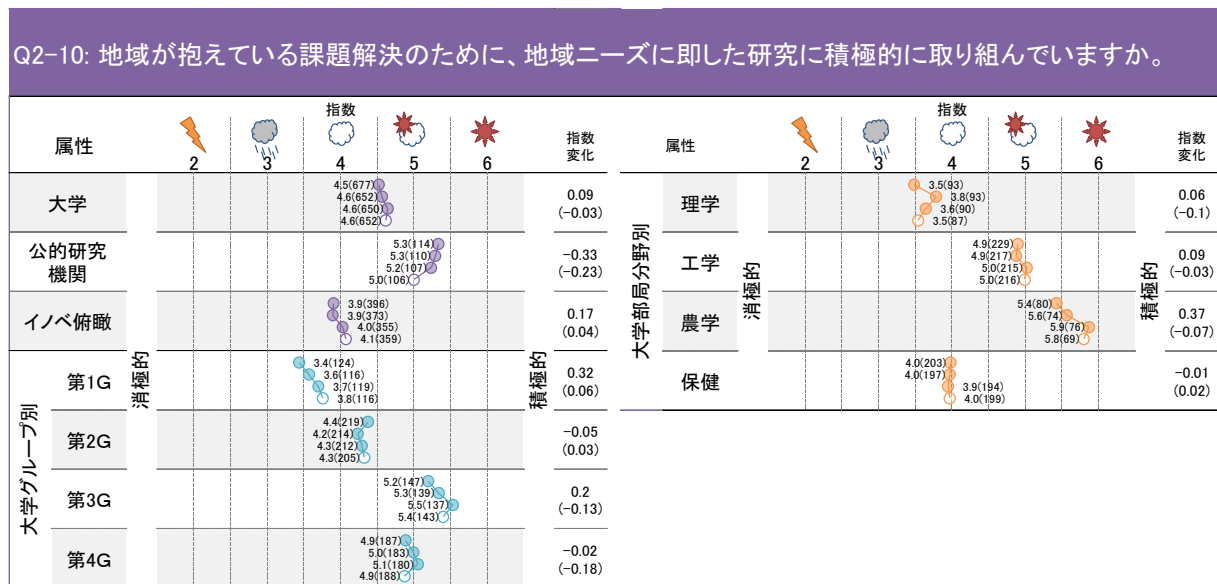 Q2-10: 地域が抱えている課題解決のために、地域ニーズに即した研究に積極的に取り組んでいますか。
属性
指数
2 3 4 5 6
指数
変化
消極的
積極的
大学
4.5(677)
4.6(652)
4.6(650)
4.6(652)
0.09
(−0.03)
公的研究
機関
5.3(114)
5.3(110)
5.2(107)
5.0(106)
−0.33
(−0.23)
イノベ俯瞰
3.9(396)
3.9(373)
4.0(355)
4.1(359)
0.17
(0.04)
大学グループ別
第1G
3.4(124)
3.6(116)
3.7(119)
3.8(116)
0.32
(0.06)
第2G
4.4(219)
4.2(214)
4.3(212)
4.3(205)
−0.05
(0.03)
第3G
5.2(147)
5.3(139)
5.5(137)
5.4(143)
0.2
(−0.13)
第4G
4.9(187)
5.0(183)
5.1(180)
4.9(188)
−0.02
(−0.18)
属性
指数
2 3 4 5 6
指数
変化
大学部局分野別
消極的
積極的
理学
3.5(93)
3.8(93)
3.6(90)
3.5(87)
0.06
(−0.1)
工学
4.9(229)
4.9(217)
5.0(215)
5.0(216)
0.09
(−0.03)
農学
5.4(80)
5.6(74)
5.9(76)
5.8(69)
0.37
(−0.07)
保健
4.0(203)
4.0(197)
3.9(194)
4.0(199)
−0.01
(0.02)